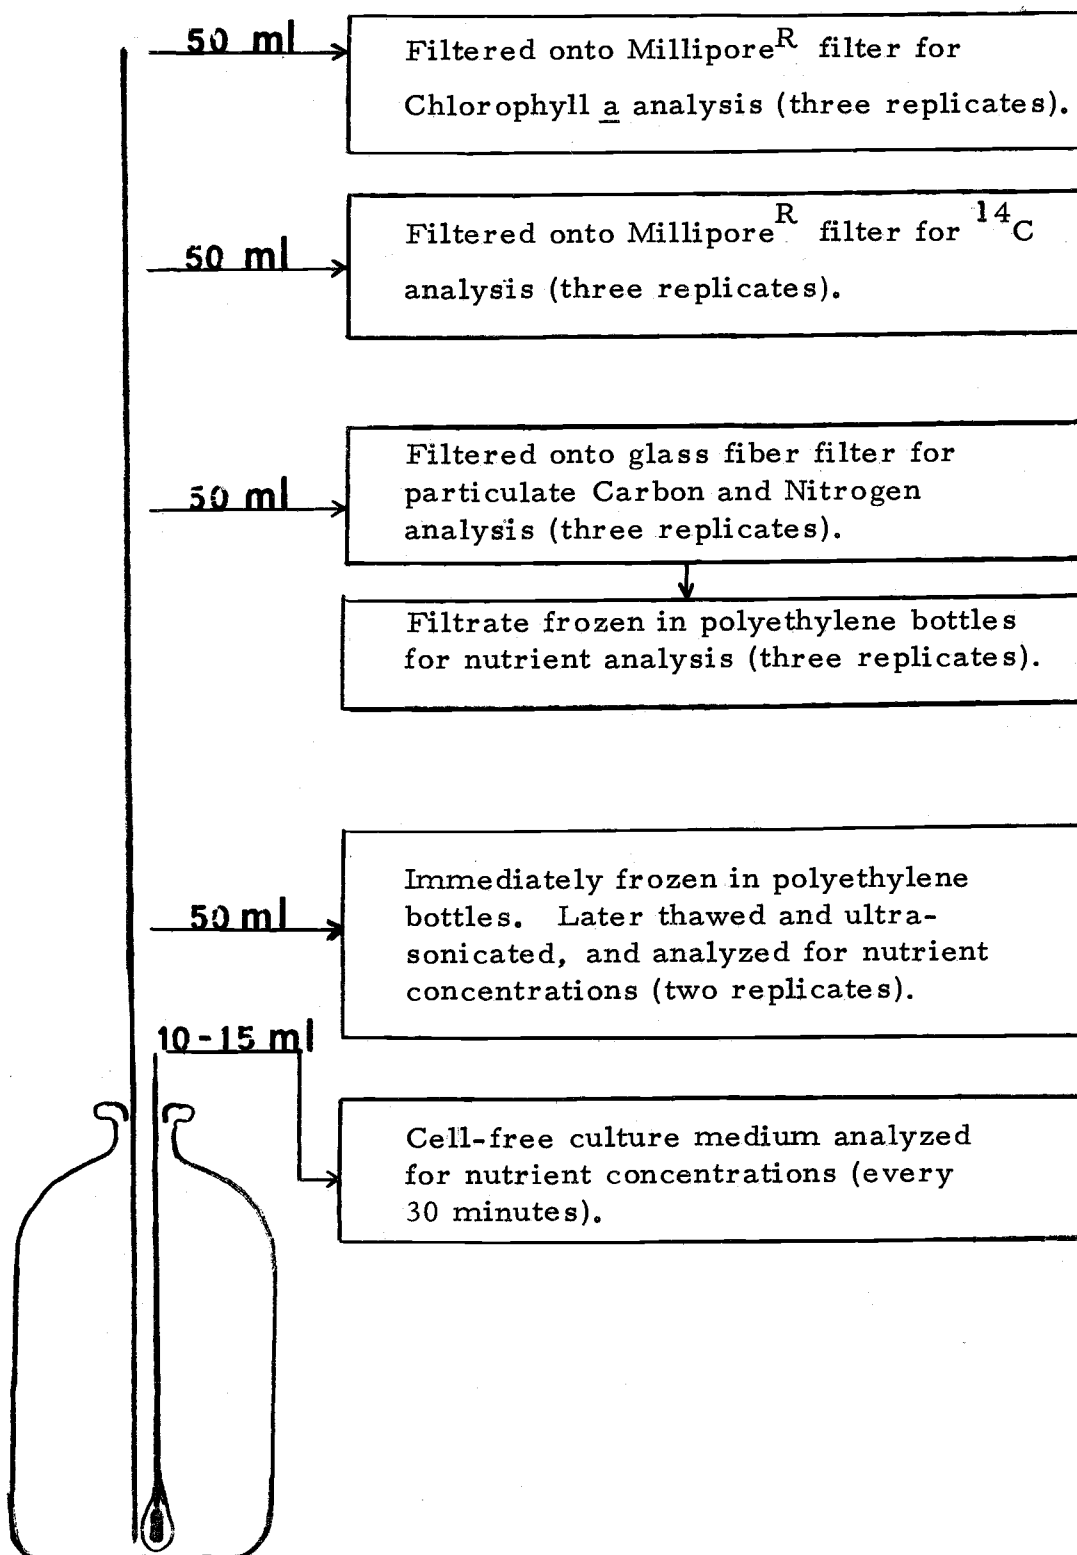 50 ml
Filtered onto Millipore^R filter for
Chlorophyll a analysis (three replicates).
50 ml
Filtered onto Millipore^R filter for ^14C
analysis (three replicates).
50 ml
Filtered onto glass fiber filter for
particulate Carbon and Nitrogen
analysis (three replicates).
Filtrate frozen in polyethylene bottles
for nutrient analysis (three replicates).
50 ml
Immediately frozen in polyethylene
bottles. Later thawed and ultra-
sonicated, and analyzed for nutrient
concentrations (two replicates).
10-15 ml
Cell-free culture medium analyzed
for nutrient concentrations (every
30 minutes).